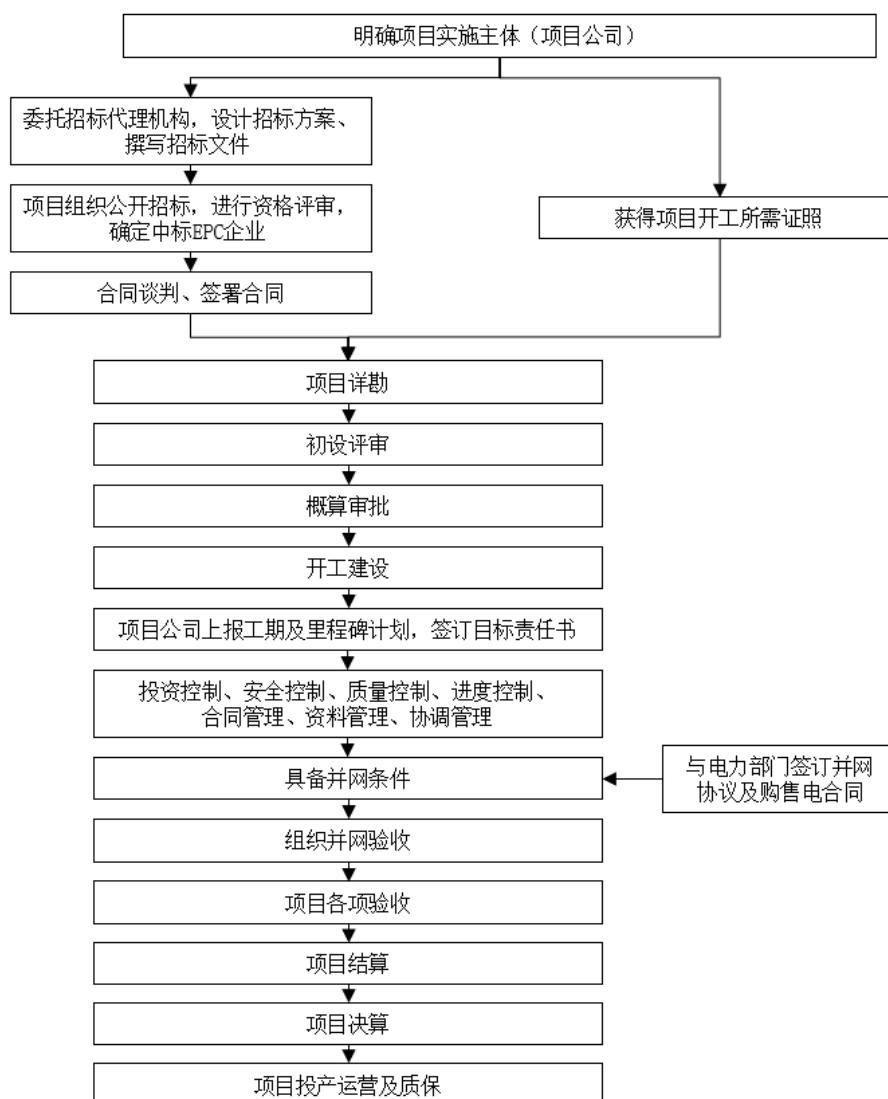 明确项目实施主体（项目公司）
委托招标代理机构，设计招标方案、
撰写招标文件
项目组织公开招标，进行资格评审，
确定中标EPC企业
获得项目开工所需证照
合同谈判、签署合同
项目详勘
初设评审
概算审批
开工建设
项目公司上报工期及里程碑计划，签订目标责任书
投资控制、安全控制、质量控制、进度控制、
合同管理、资料管理、协调管理
具备并网条件
与电力部门签订并网
协议及购售电合同
组织并网验收
项目各项验收
项目结算
项目决算
项目投产运营及质保